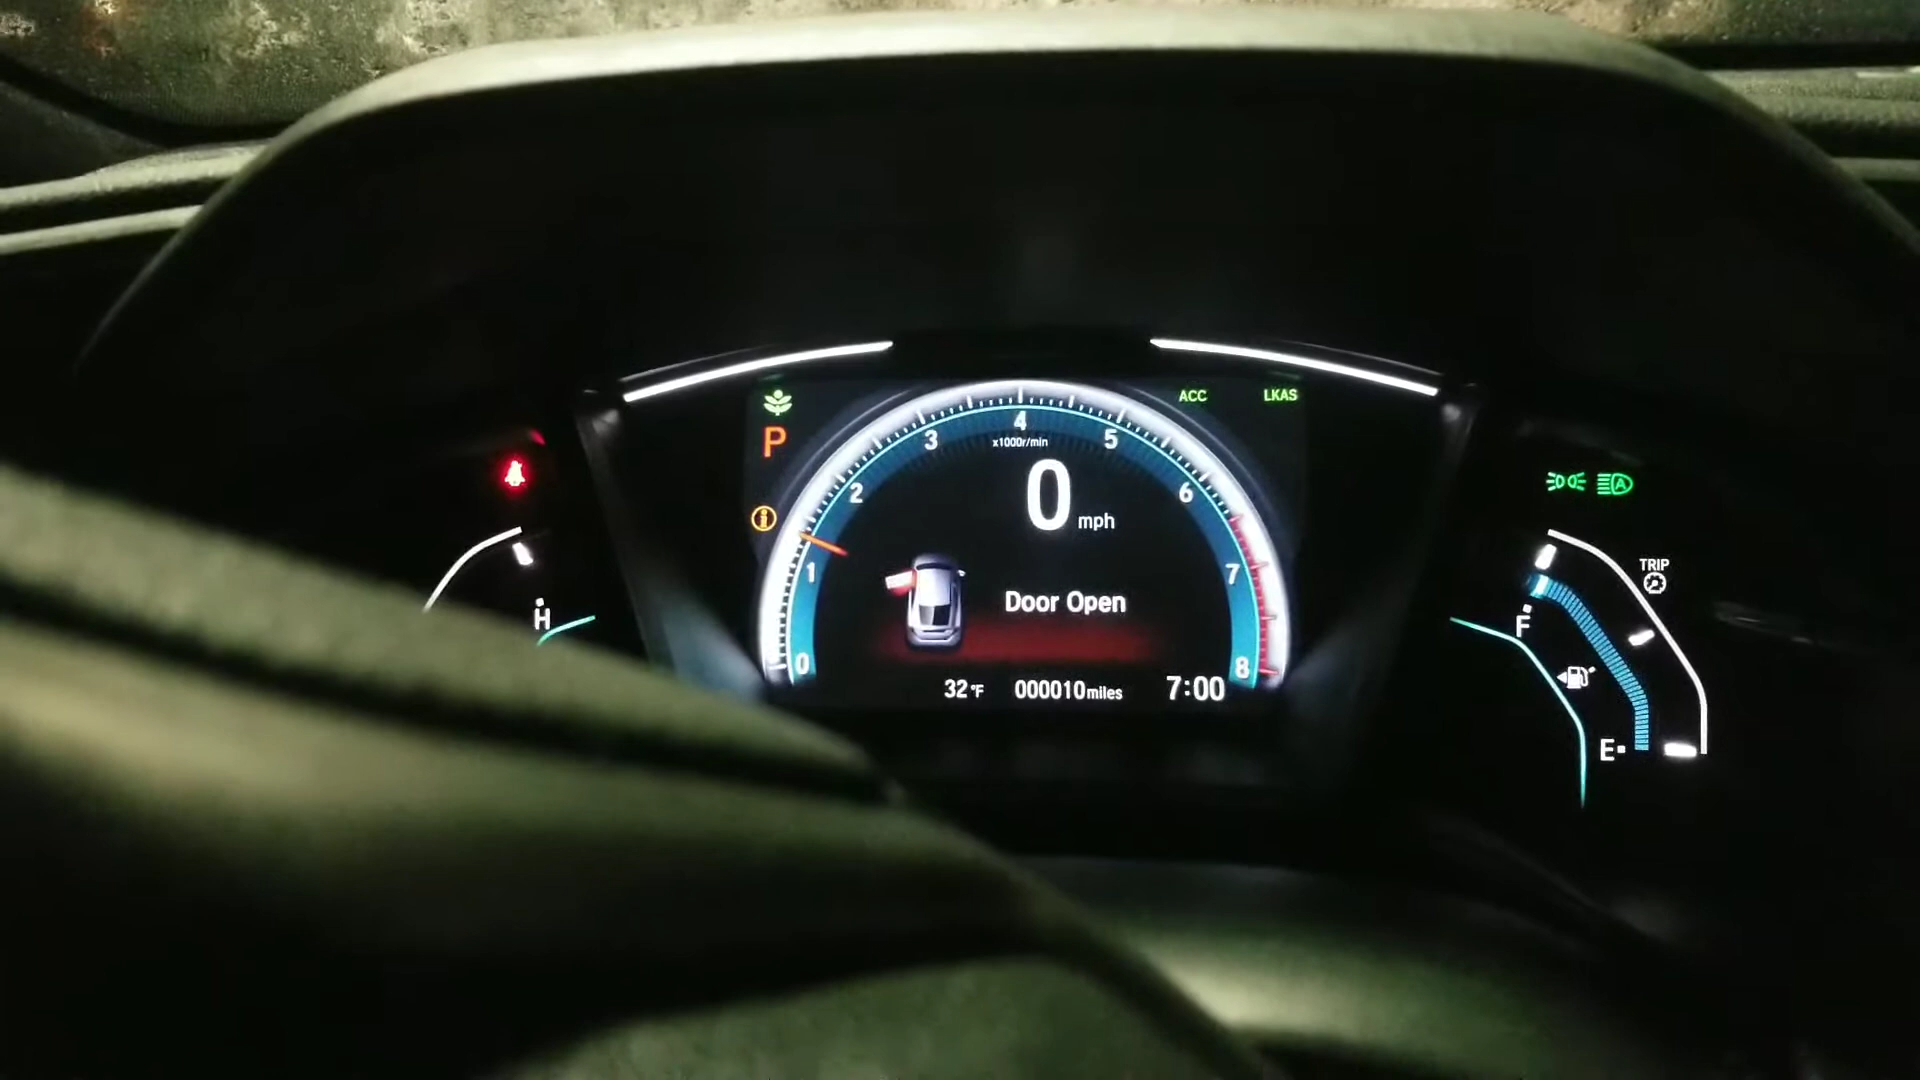 ACC LKAS
P
4
3 5
x1000r/min
2 6
0 mph
1 7
Door Open
0 8
32°F 000010miles 7:00
H
A
TRIP
F
E